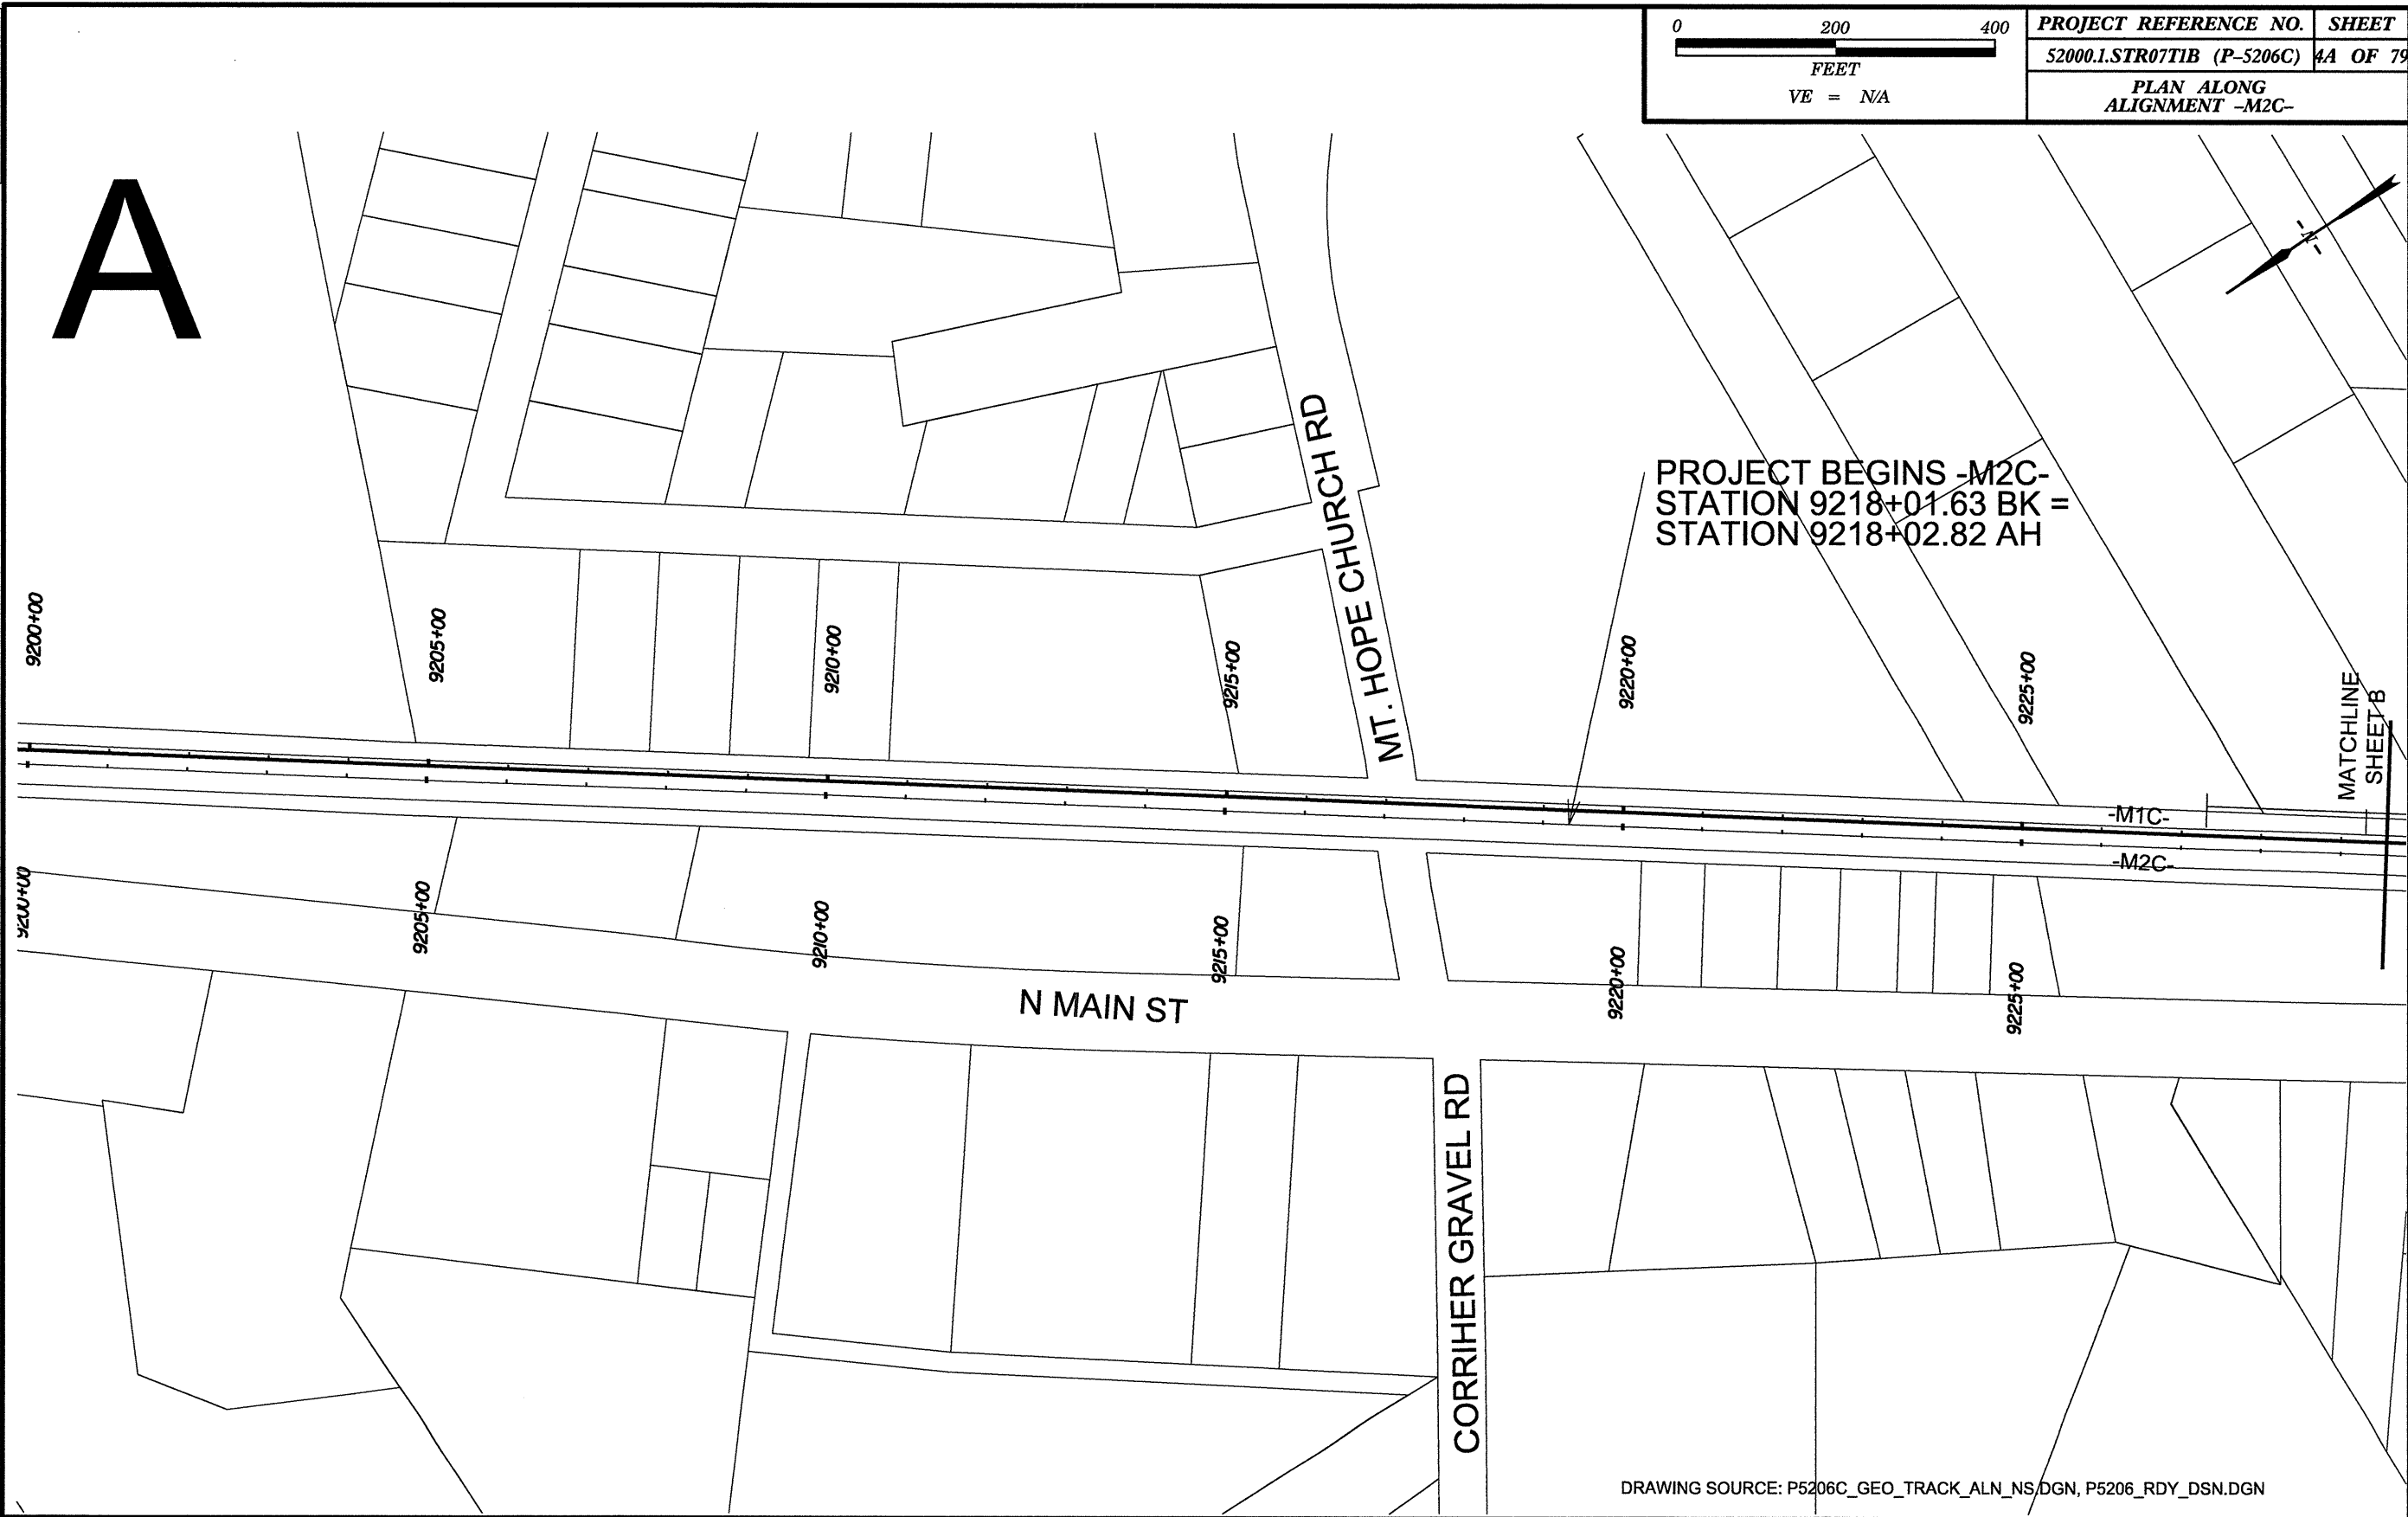 0 200 400
FEET
VE = N/A
PROJECT REFERENCE NO.
SHEET
52000.1.STR07T1B (P-5206C)
4A OF 79
PLAN ALONG
ALIGNMENT -M2C-
A
-N-
MT. HOPE CHURCH RD
PROJECT BEGINS -M2C-
STATION 9218+01.63 BK =
STATION 9218+02.82 AH
9200+00
9205+00
9210+00
9215+00
9220+00
9225+00
MATCHLINE
SHEET B
-M1C-
-M2C-
9200+00
9205+00
9210+00
9215+00
9220+00
9225+00
N MAIN ST
CORRIHER GRAVEL RD
DRAWING SOURCE: P5206C_GEO_TRACK_ALN_NS.DGN, P5206_RDY_DSN.DGN